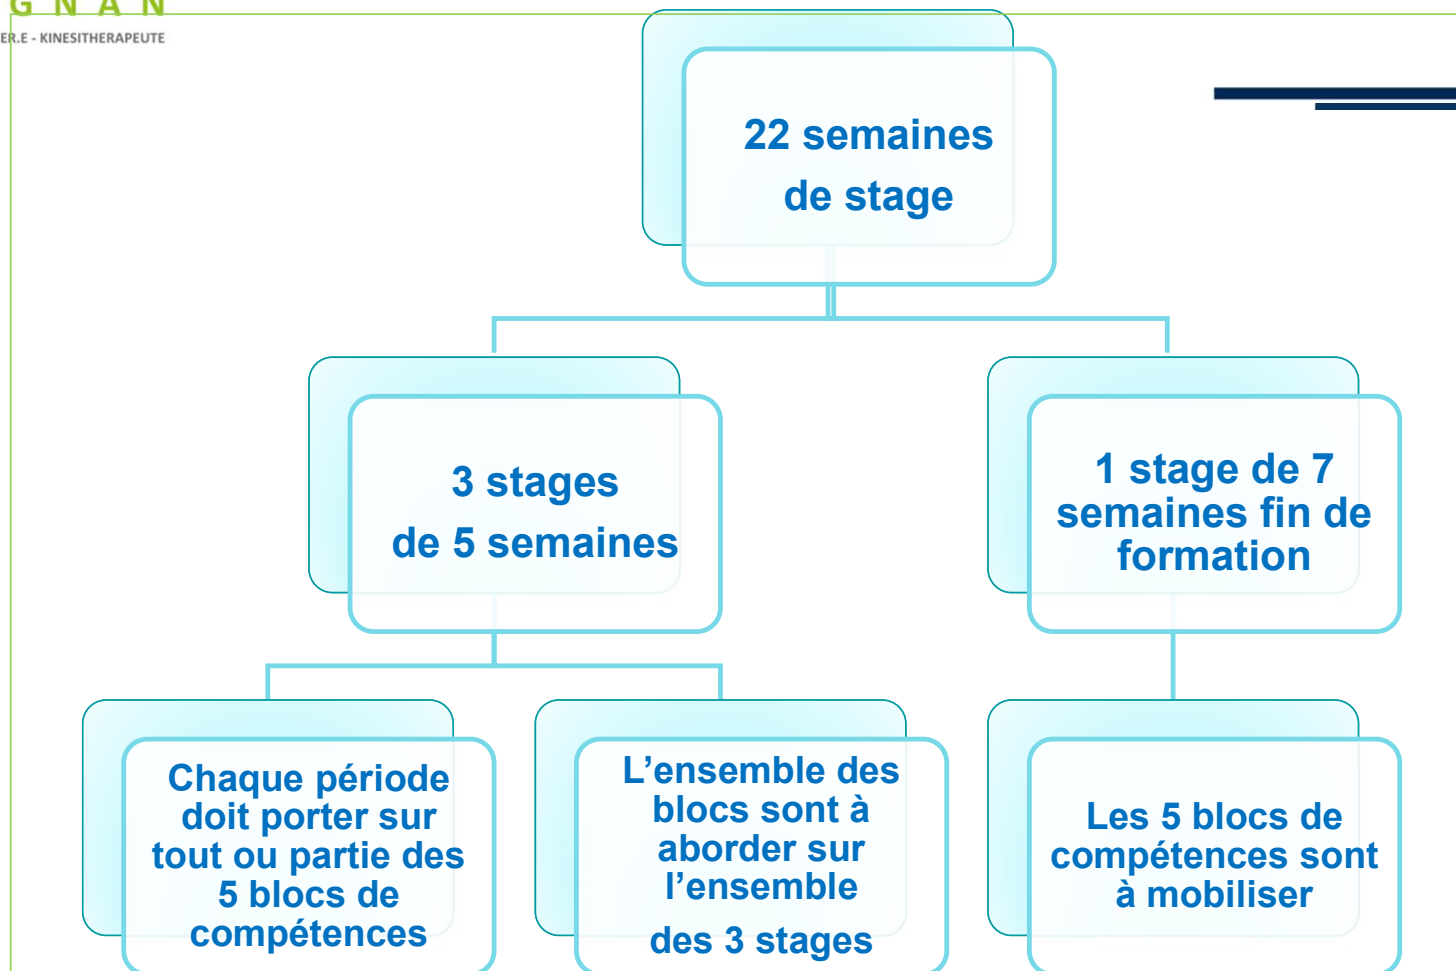 G N A N
ER.E - KINESITHERAPEUTE
22 semaines
de stage
3 stages
de 5 semaines
1 stage de 7
semaines fin de
formation
Chaque période
doit porter sur
tout ou partie des
5 blocs de
compétences
L’ensemble des
blocs sont à
aborder sur
l’ensemble
des 3 stages
Les 5 blocs de
compétences sont
à mobiliser